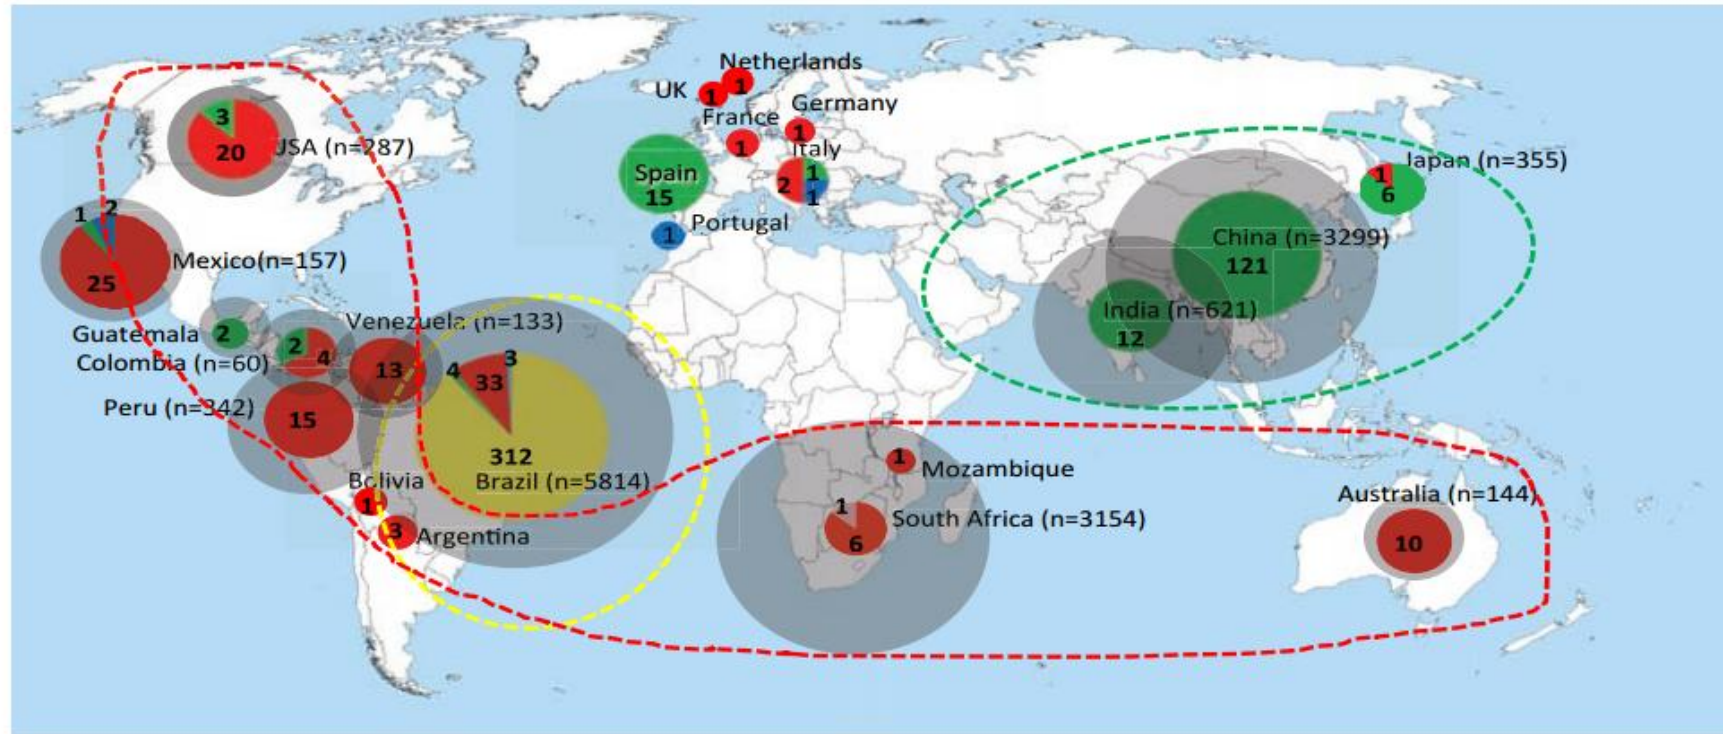 Netherlands
1
UK
1
Germany
France
1
1
Italy
2
1
1
3
20
USA (n=287)
Spain
15
Portugal
1
Japan (n=355)
1
6
1
2
Mexico(n=157)
25
China (n=3299)
121
India (n=621)
12
Guatemala
2
Venezuela (n=133)
Colombia (n=60)
2
4
13
Peru (n=342)
15
4
33
3
312
Brazil (n=5814)
Bolivia
1
3
Argentina
1
Mozambique
1
South Africa (n=3154)
6
Australia (n=144)
10